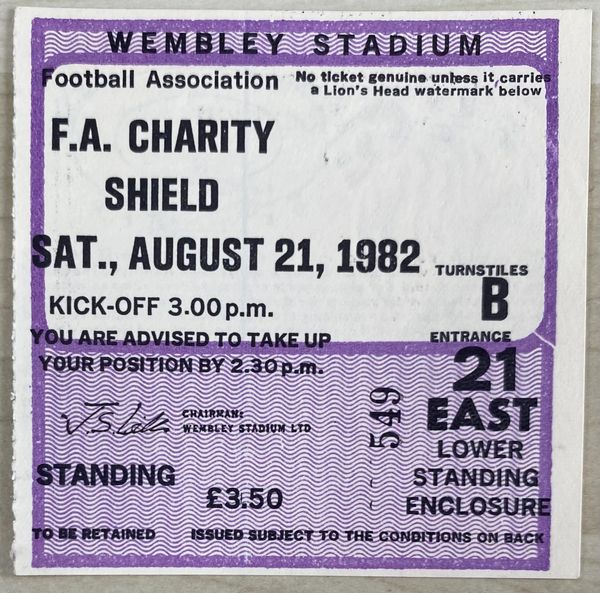 WEMBLEY STADIUM
Football Association
No ticket genuine unless it carries
a Lion's Head watermark below
F.A. CHARITY
SHIELD
SAT., AUGUST 21, 1982
TURNSTILES
B
KICK-OFF 3.00 p.m.
YOU ARE ADVISED TO TAKE UP
YOUR POSITION BY 2.30 p.m.
ENTRANCE
21
EAST
LOWER
STANDING
ENCLOSURE
549
CHAIRMAN:
WEMBLEY STADIUM LTD
STANDING
£3.50
TO BE RETAINED
ISSUED SUBJECT TO THE CONDITIONS ON BACK